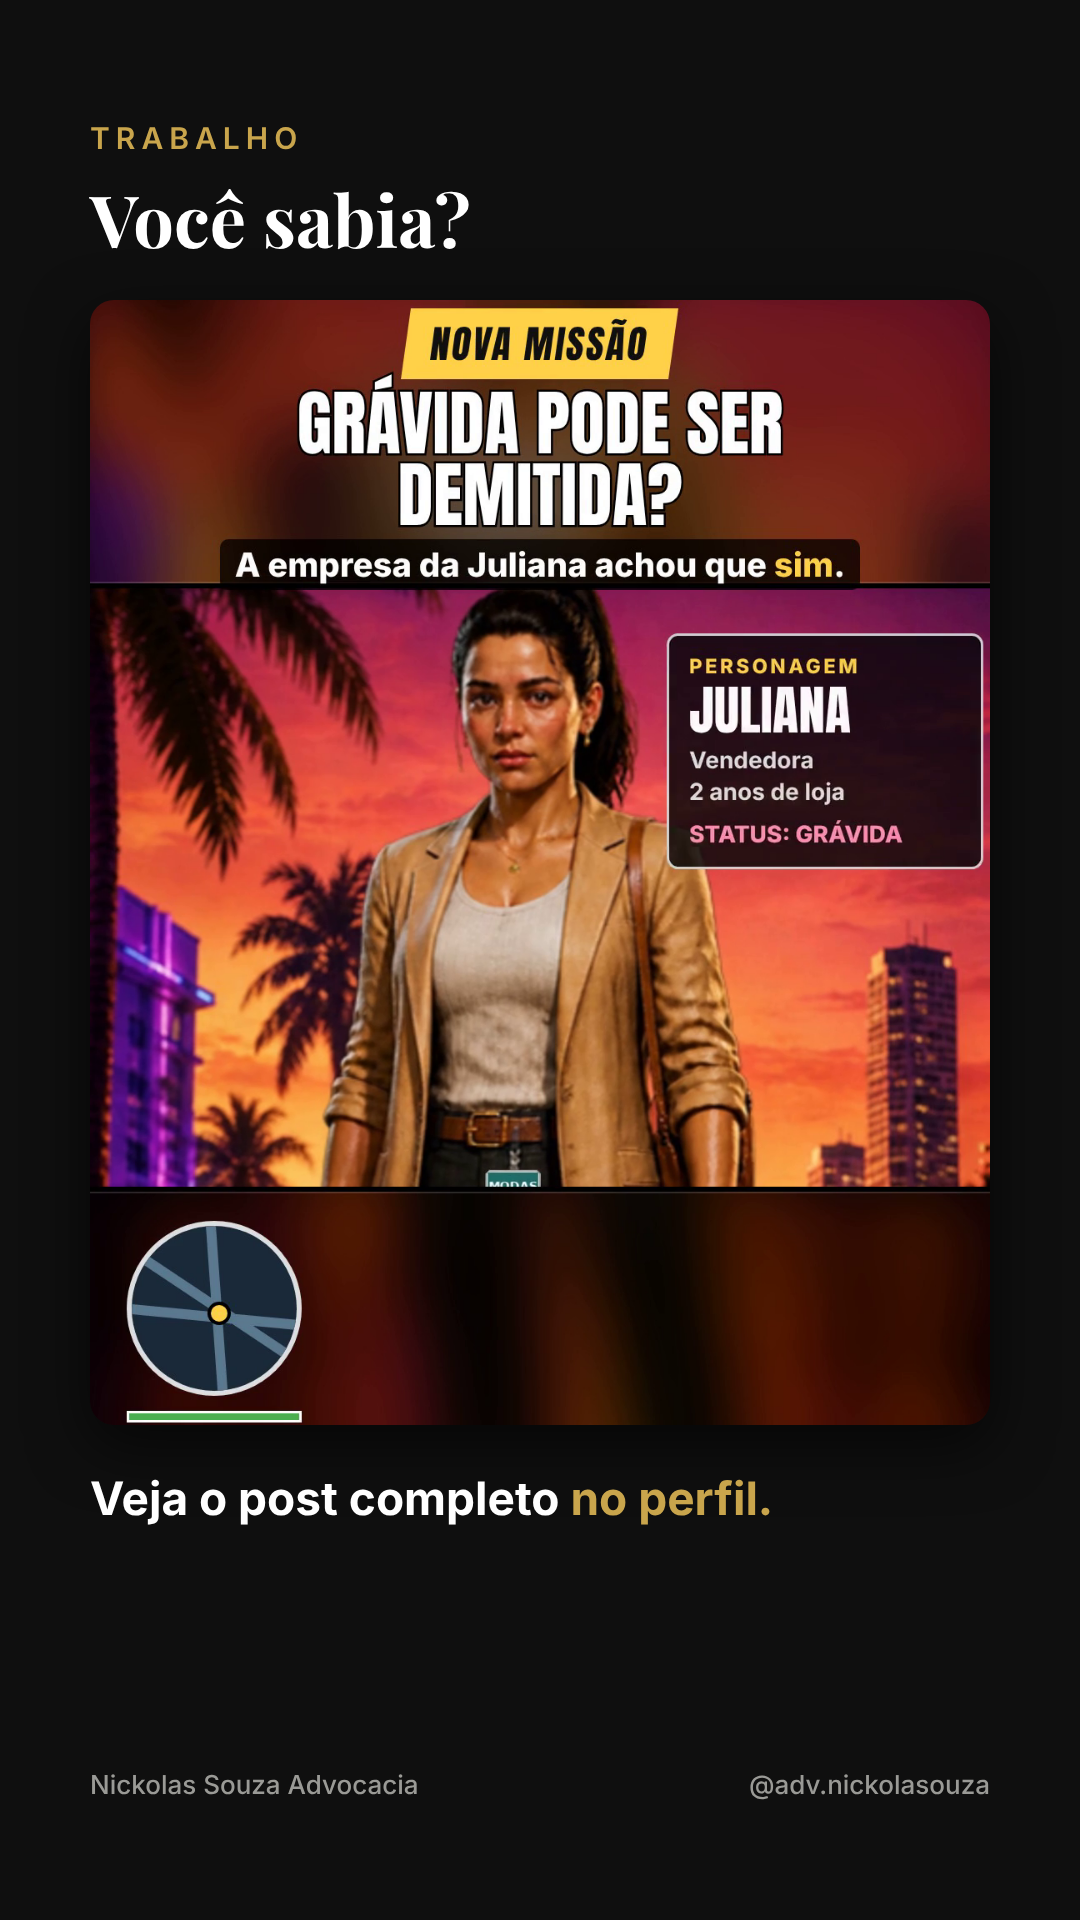 TRABALHO
Você sabia?
NOVA MISSÃO
GRÁVIDA PODE SER
DEMITIDA?
A empresa da Juliana achou que sim.
PERSONAGEM
JULIANA
Vendedora
2 anos de loja
STATUS: GRÁVIDA
MODAS
Veja o post completo no perfil.
Nickolas Souza Advocacia
@adv.nickolasouza